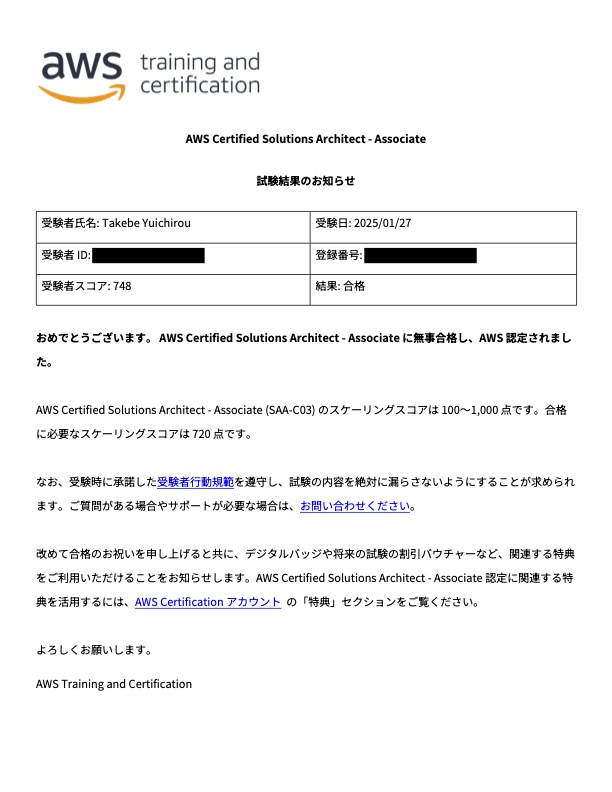 aws training and
certification
AWS Certified Solutions Architect - Associate
試験結果のお知らせ
受験者氏名: Takebe Yuichirou 受験日: 2025/01/27
受験者 ID: 登録番号:
受験者スコア: 748 結果: 合格
おめでとうございます。 AWS Certified Solutions Architect - Associate に無事合格し、AWS 認定されまし
た。
AWS Certified Solutions Architect - Associate (SAA-C03) のスケーリングスコアは 100～1,000 点です。合格
に必要なスケーリングスコアは 720 点です。
なお、受験時に承諾した受験者行動規範を遵守し、試験の内容を絶対に漏らさないようにすることが求められ
ます。ご質問がある場合やサポートが必要な場合は、お問い合わせください。
改めて合格のお祝いを申し上げると共に、デジタルバッジや将来の試験の割引バウチャーなど、関連する特典
をご利用いただけることをお知らせします。AWS Certified Solutions Architect - Associate 認定に関連する特
典を活用するには、AWS Certification アカウント の「特典」セクションをご覧ください。
よろしくお願いします。
AWS Training and Certification